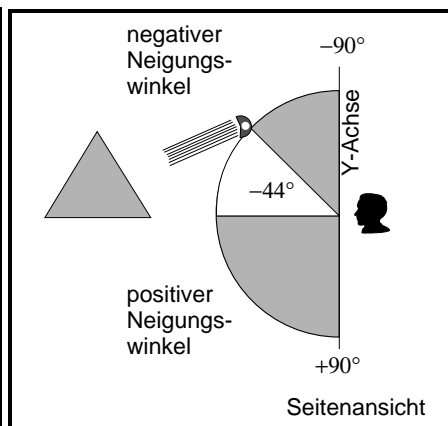 negativer
Neigungs-
winkel
−90°
Y-Achse
−44°
positiver
Neigungs-
winkel
+90°
Seitenansicht